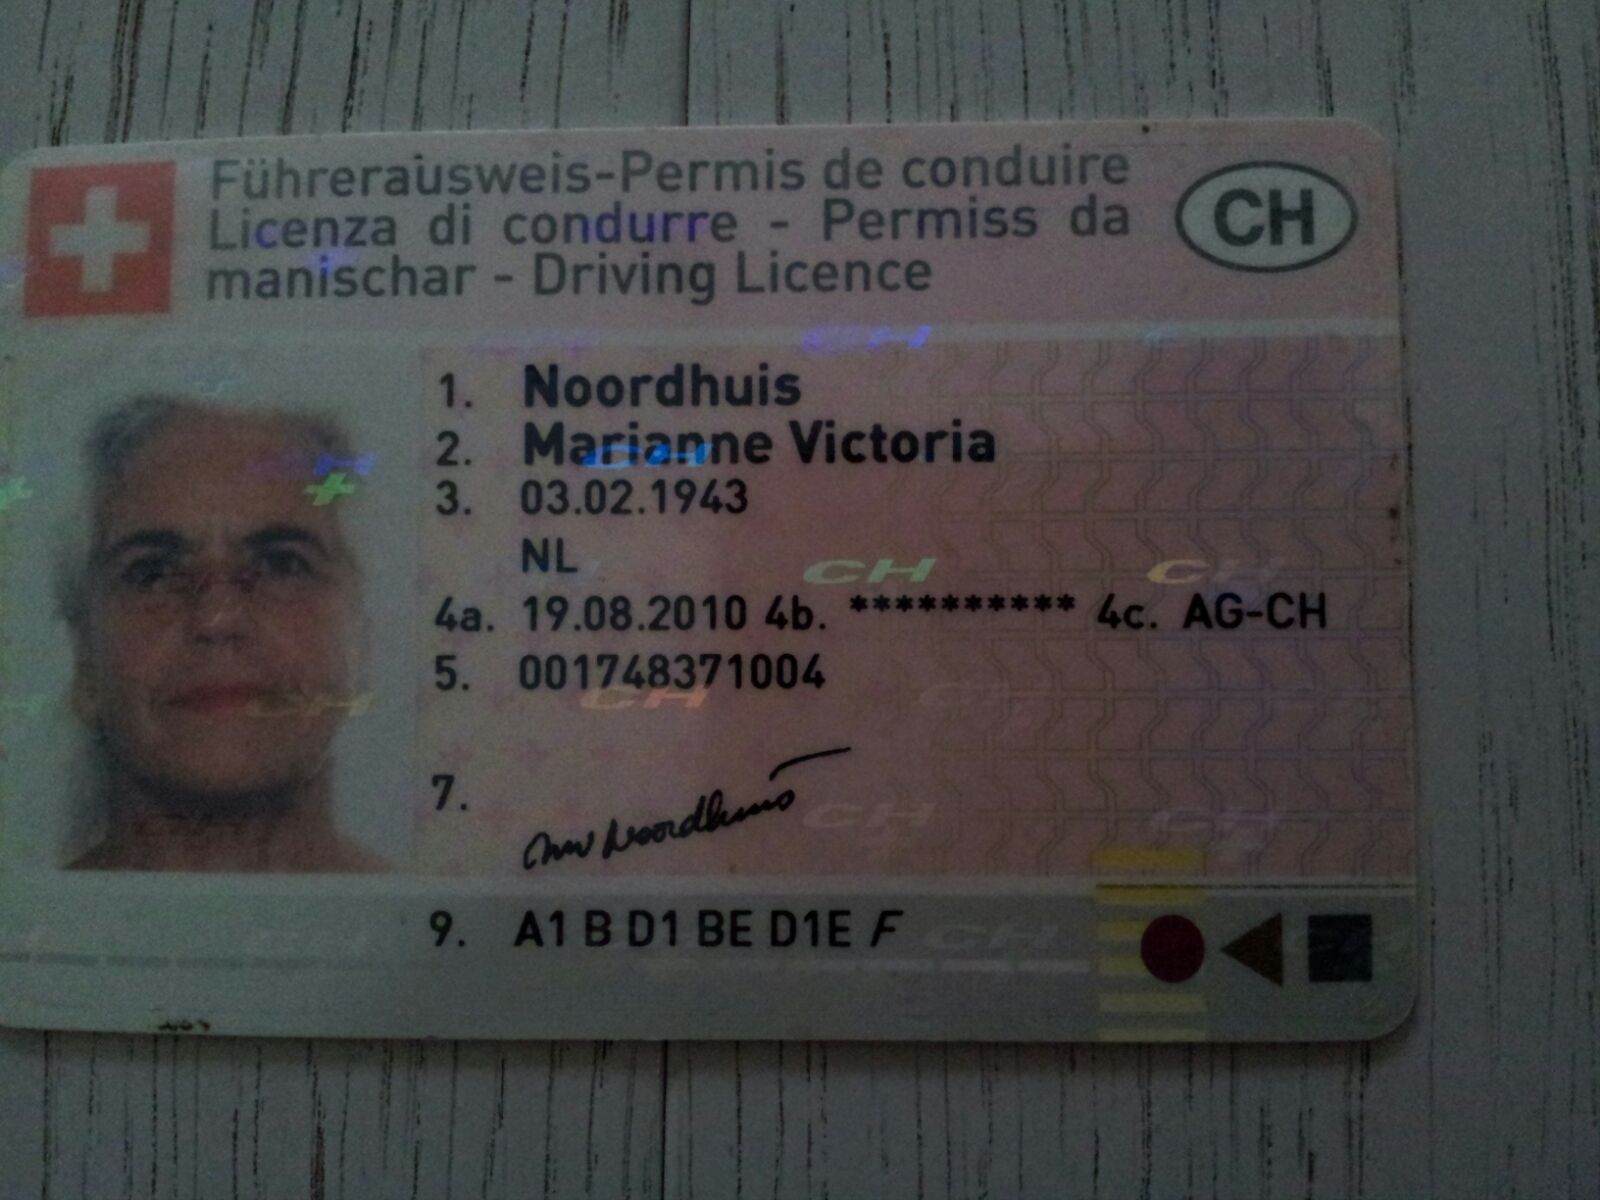 Führerausweis-Permis de conduire
Licenza di condurre - Permiss da
manischar - Driving Licence
CH
1. Noordhuis
2. Marianne Victoria
3. 03.02.1943
NL
4a. 19.08.2010 4b. ********** 4c. AG-CH
5. 001748371004
7. Noordhuis
9. A1 B D1 BE D1E F